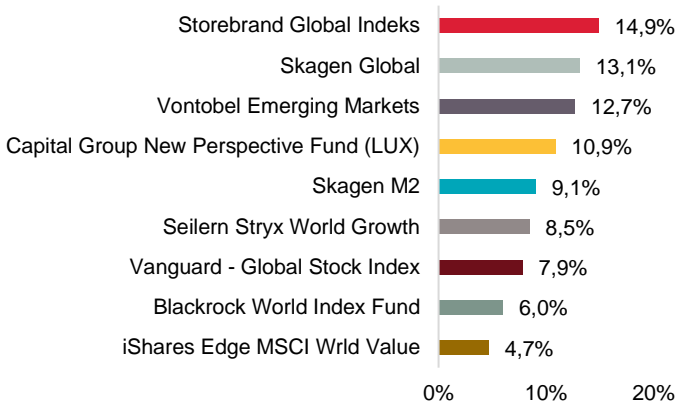 Storebrand Global Indeks 14,9%
Skagen Global 13,1%
Vontobel Emerging Markets 12,7%
Capital Group New Perspective Fund (LUX) 10,9%
Skagen M2 9,1%
Seilern Stryx World Growth 8,5%
Vanguard - Global Stock Index 7,9%
Blackrock World Index Fund 6,0%
iShares Edge MSCI Wrld Value 4,7%
0% 10% 20%